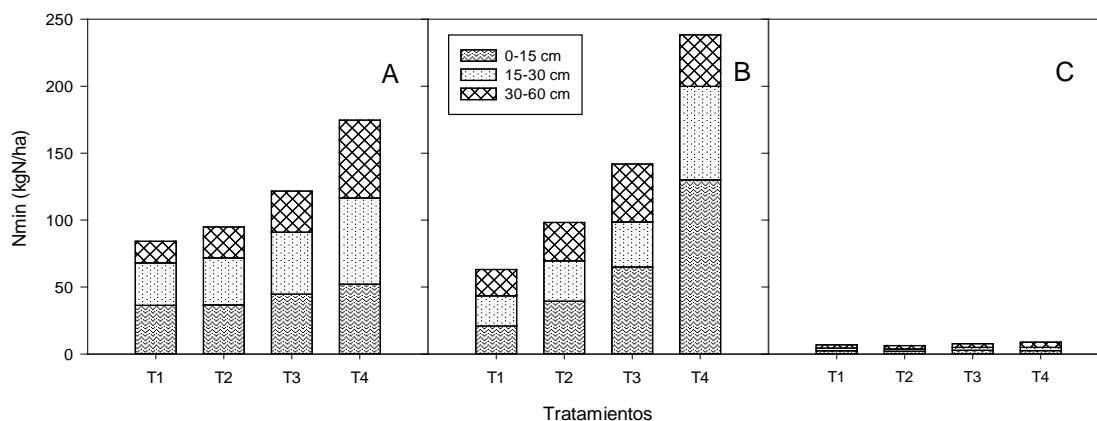 250
200
150
100
50
0
Nmin (kgN/ha)
A
B
C
0-15 cm
15-30 cm
30-60 cm
T1 T2 T3 T4 T1 T2 T3 T4 T1 T2 T3 T4
Tratamientos